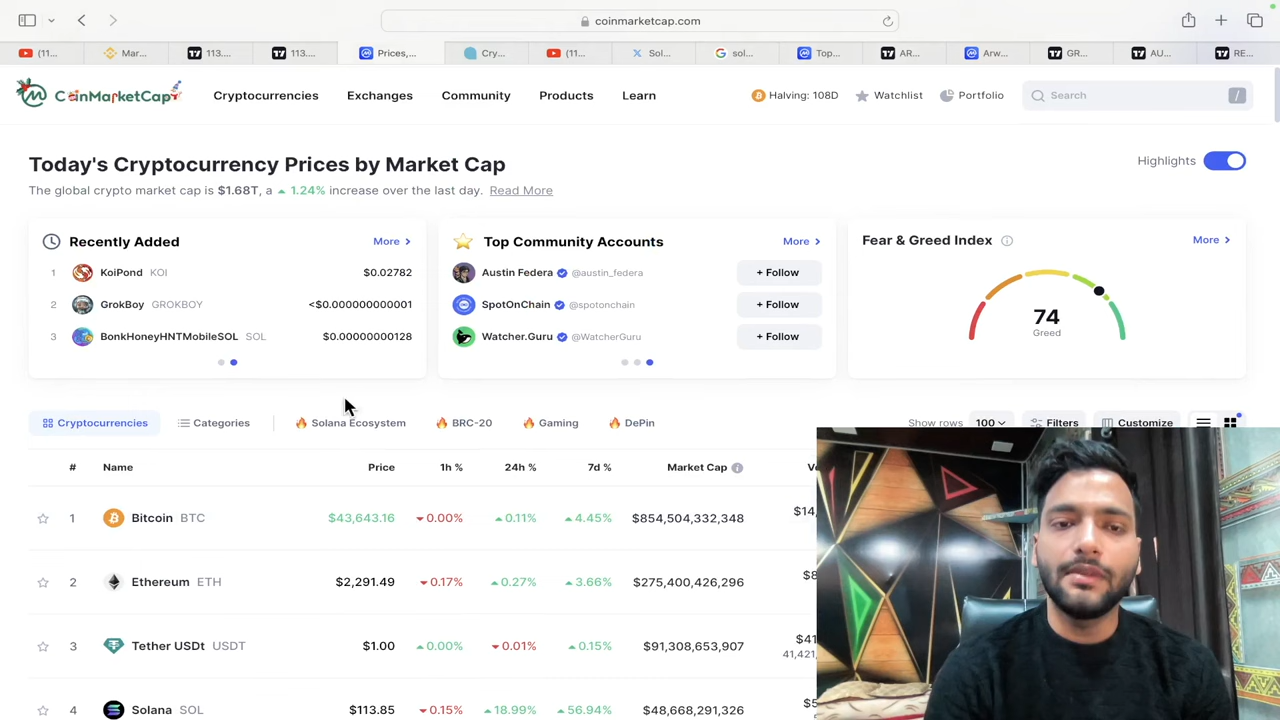 coinmarketcap.com
(11... Mar... 113.... 113.... Prices,... Cry... (11... Sol... sol... Top... AR... Arw... GR... AU... RE...
CoinMarketCap Cryptocurrencies Exchanges Community Products Learn Halving: 108D Watchlist Portfolio Search /
Today's Cryptocurrency Prices by Market Cap Highlights
The global crypto market cap is $1.68T, a 1.24% increase over the last day. Read More
Recently Added More >
1 KoiPond KOI $0.02782
2 GrokBoy GROKBOY <$0.000000000001
3 BonkHoneyHNTMobileSOL SOL $0.00000000128
Top Community Accounts More >
Austin Federa @austin_federa + Follow
SpotOnChain @spotonchain + Follow
Watcher.Guru @WatcherGuru + Follow
Fear & Greed Index More >
74
Greed
Cryptocurrencies Categories Solana Ecosystem BRC-20 Gaming DePin Show rows 100 Filters Customize
# Name Price 1h % 24h % 7d % Market Cap
1 Bitcoin BTC $43,643.16 0.00% 0.11% 4.45% $854,504,332,348
2 Ethereum ETH $2,291.49 0.17% 0.27% 3.66% $275,400,426,296
3 Tether USDt USDT $1.00 0.00% 0.01% 0.15% $91,308,653,907
4 Solana SOL $113.85 0.15% 18.99% 56.94% $48,668,291,326